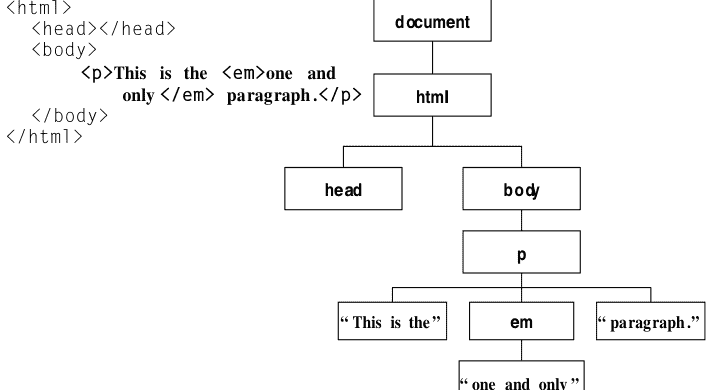 <html>
<head></head>
<body>
<p>This is the <em>one and
only</em> paragraph.</p>
</body>
</html>
document
html
head body
p
“This is the” em “paragraph.”
“one and only”